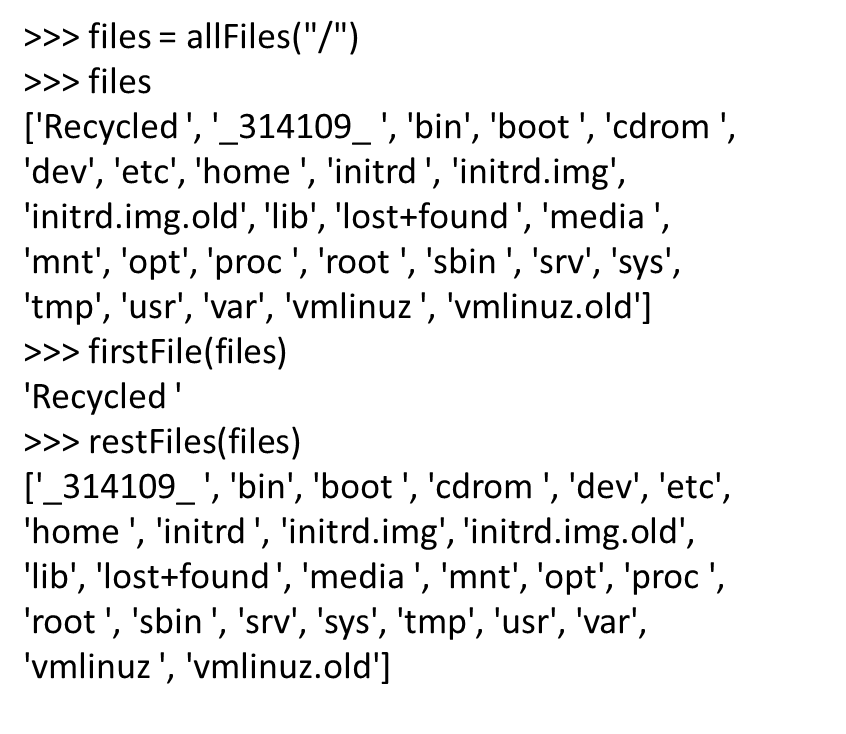 >>> files = allFiles("/")
>>> files
['Recycled ', '_314109_ ', 'bin', 'boot ', 'cdrom ',
'dev', 'etc', 'home ', 'initrd ', 'initrd.img',
'initrd.img.old', 'lib', 'lost+found ', 'media ',
'mnt', 'opt', 'proc ', 'root ', 'sbin ', 'srv', 'sys',
'tmp', 'usr', 'var', 'vmlinuz ', 'vmlinuz.old']
>>> firstFile(files)
'Recycled '
>>> restFiles(files)
['_314109_ ', 'bin', 'boot ', 'cdrom ', 'dev', 'etc',
'home ', 'initrd ', 'initrd.img', 'initrd.img.old',
'lib', 'lost+found ', 'media ', 'mnt', 'opt', 'proc ',
'root ', 'sbin ', 'srv', 'sys', 'tmp', 'usr', 'var',
'vmlinuz ', 'vmlinuz.old']